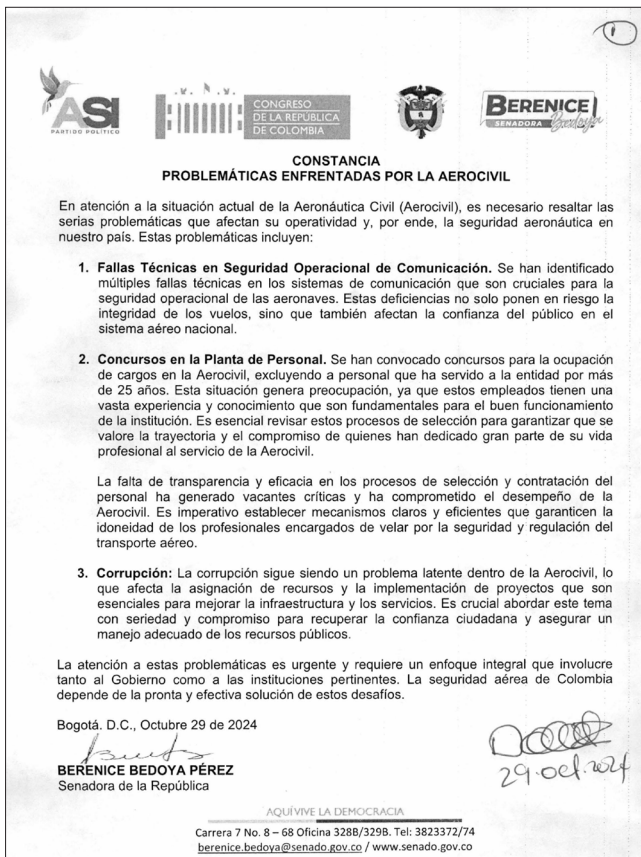 1
ASI
PARTIDO POLÍTICO
CONGRESO
DE LA REPÚBLICA
DE COLOMBIA
BERENICE
SENADORA Bedoya
CONSTANCIA
PROBLEMÁTICAS ENFRENTADAS POR LA AEROCIVIL
En atención a la situación actual de la Aeronáutica Civil (Aerocivil), es necesario resaltar las
serias problemáticas que afectan su operatividad y, por ende, la seguridad aeronáutica en
nuestro país. Estas problemáticas incluyen:
1. Fallas Técnicas en Seguridad Operacional de Comunicación. Se han identificado
múltiples fallas técnicas en los sistemas de comunicación que son cruciales para la
seguridad operacional de las aeronaves. Estas deficiencias no solo ponen en riesgo la
integridad de los vuelos, sino que también afectan la confianza del público en el
sistema aéreo nacional.
2. Concursos en la Planta de Personal. Se han convocado concursos para la ocupación
de cargos en la Aerocivil, excluyendo a personal que ha servido a la entidad por más
de 25 años. Esta situación genera preocupación, ya que estos empleados tienen una
vasta experiencia y conocimiento que son fundamentales para el buen funcionamiento
de la institución. Es esencial revisar estos procesos de selección para garantizar que se
valore la trayectoria y el compromiso de quienes han dedicado gran parte de su vida
profesional al servicio de la Aerocivil.
La falta de transparencia y eficacia en los procesos de selección y contratación del
personal ha generado vacantes críticas y ha comprometido el desempeño de la
Aerocivil. Es imperativo establecer mecanismos claros y eficientes que garanticen la
idoneidad de los profesionales encargados de velar por la seguridad y regulación del
transporte aéreo.
3. Corrupción: La corrupción sigue siendo un problema latente dentro de la Aerocivil, lo
que afecta la asignación de recursos y la implementación de proyectos que son
esenciales para mejorar la infraestructura y los servicios. Es crucial abordar este tema
con seriedad y compromiso para recuperar la confianza ciudadana y asegurar un
manejo adecuado de los recursos públicos.
La atención a estas problemáticas es urgente y requiere un enfoque integral que involucre
tanto al Gobierno como a las instituciones pertinentes. La seguridad aérea de Colombia
depende de la pronta y efectiva solución de estos desafíos.
Bogotá. D.C., Octubre 29 de 2024
BERENICE BEDOYA PÉREZ
Senadora de la República
29.oct.2024
AQUÍ VIVE LA DEMOCRACIA
Carrera 7 No. 8 – 68 Oficina 328B/329B. Tel: 3823372/74
berenice.bedoya@senado.gov.co / www.senado.gov.co